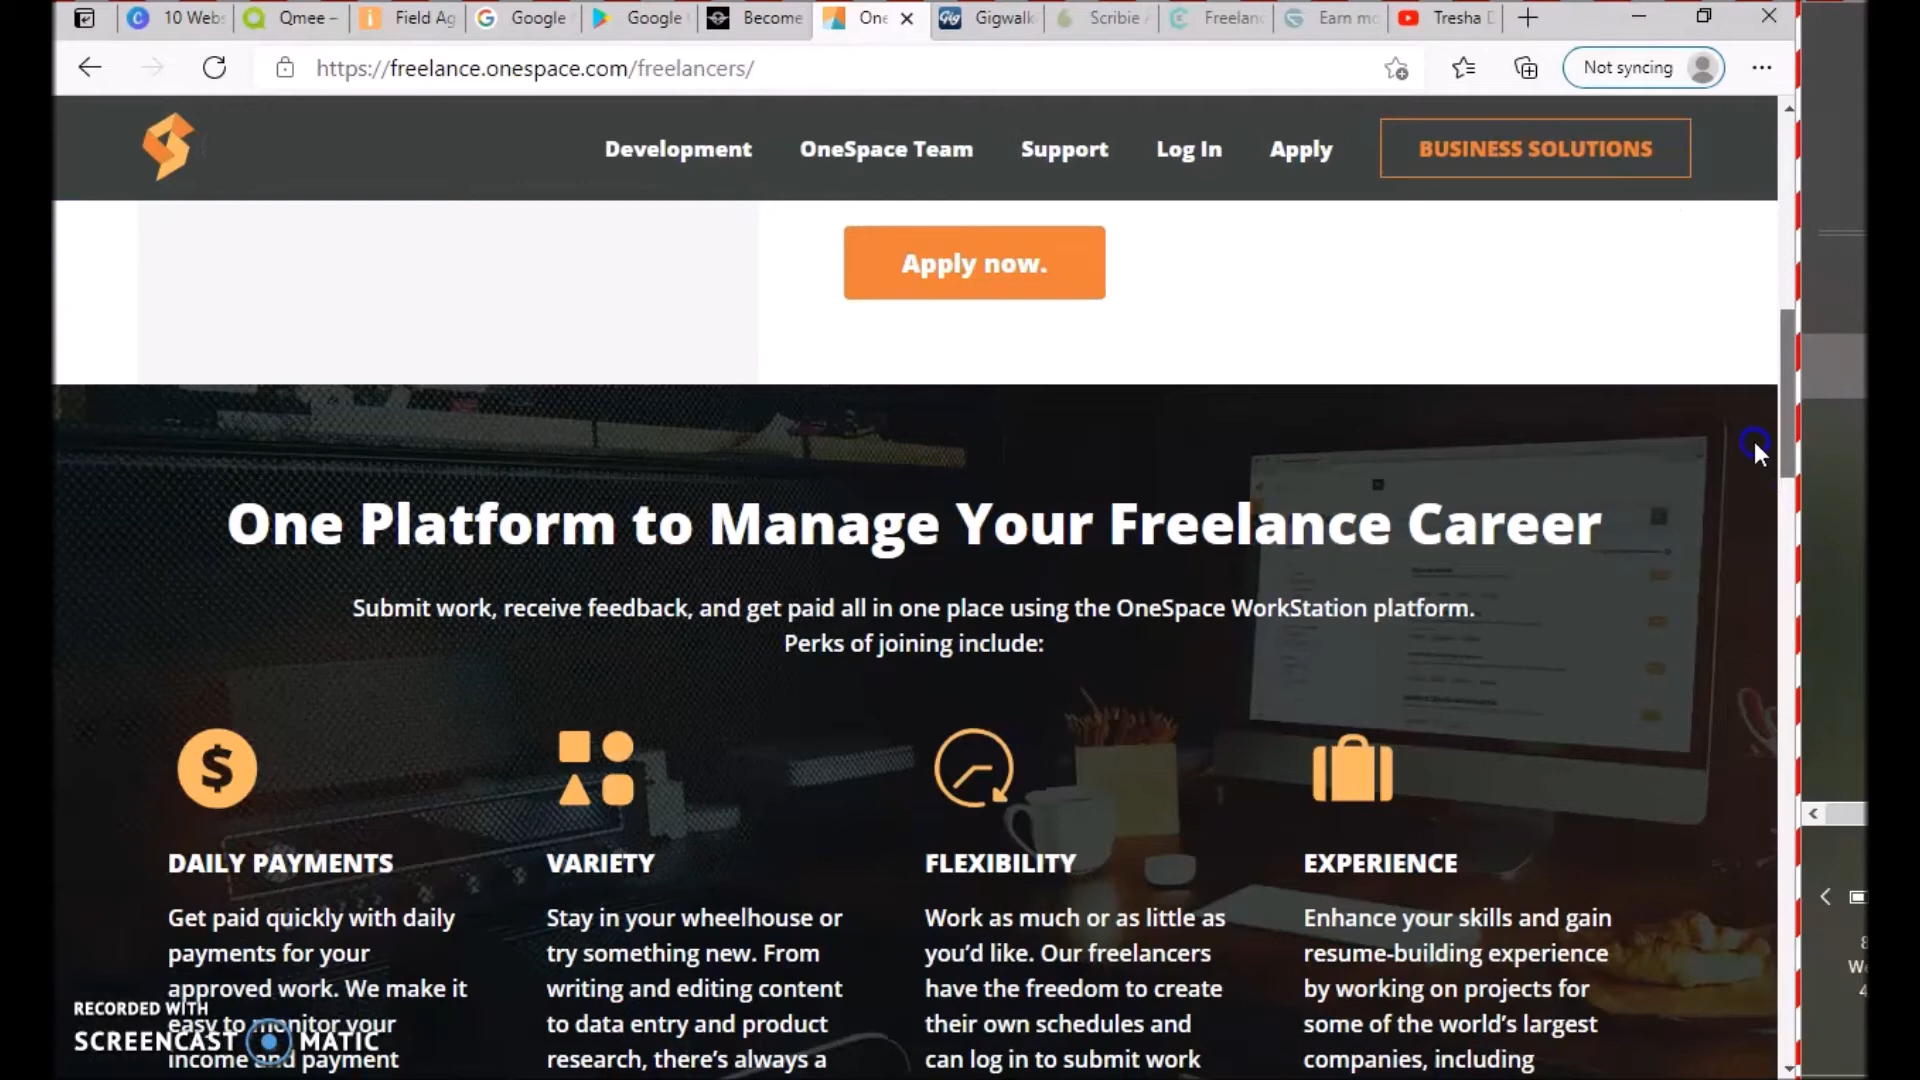 10 Webs
Qmee –
Field Ag
Google
Google
Become
One
Gig
Gigwalk
Scribie
Freelanc
Earn mo
Tresha
https://freelance.onespace.com/freelancers/
Not syncing
Development
OneSpace Team
Support
Log In
Apply
BUSINESS SOLUTIONS
Apply now.
One Platform to Manage Your Freelance Career
Submit work, receive feedback, and get paid all in one place using the OneSpace WorkStation platform.
Perks of joining include:
DAILY PAYMENTS
Get paid quickly with daily
payments for your
approved work. We make it
easy to monitor your
income and payment
VARIETY
Stay in your wheelhouse or
try something new. From
writing and editing content
to data entry and product
research, there's always a
FLEXIBILITY
Work as much or as little as
you'd like. Our freelancers
have the freedom to create
their own schedules and
can log in to submit work
EXPERIENCE
Enhance your skills and gain
resume-building experience
by working on projects for
some of the world's largest
companies, including
RECORDED WITH
SCREENCAST MATIC